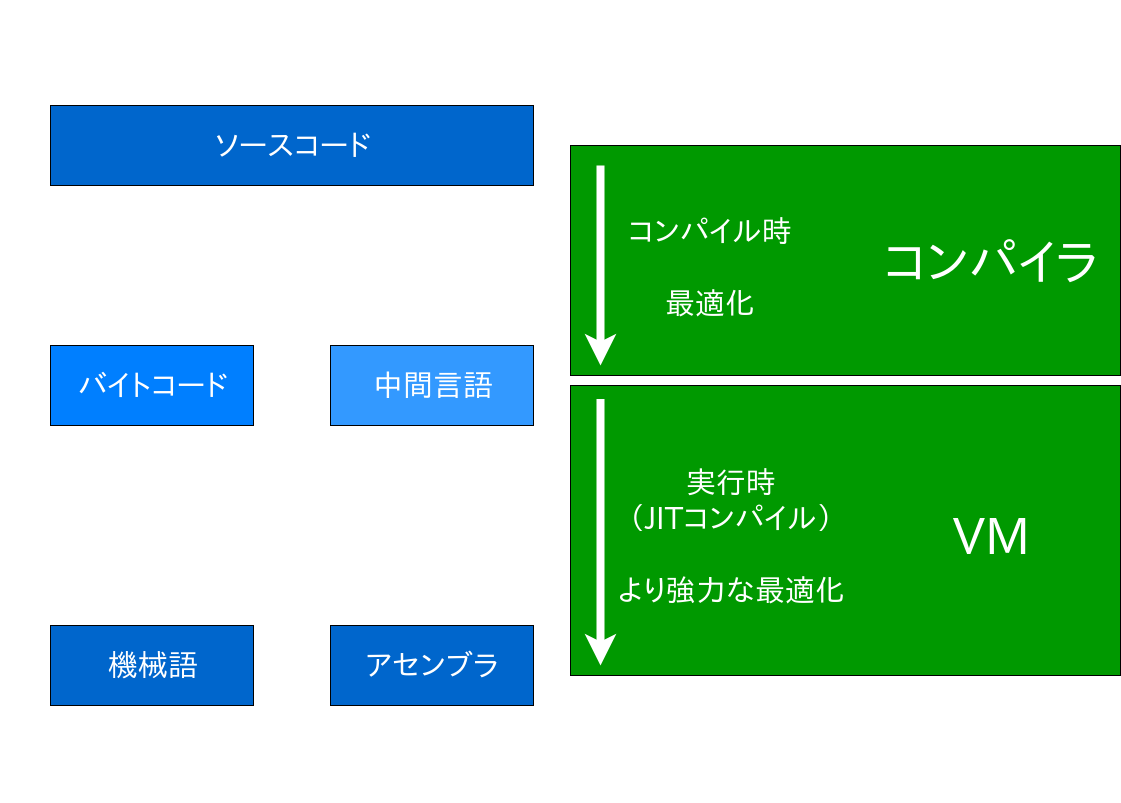 ソースコード
コンパイル時
最適化
コンパイラ
バイトコード
中間言語
実行時
（JITコンパイル）
より強力な最適化
VM
機械語
アセンブラ